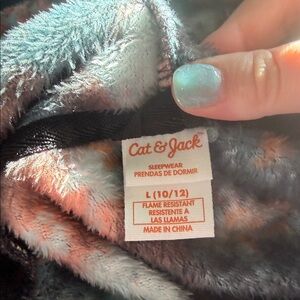 Cat & Jack
SLEEPWEAR
PRENDAS DE DORMIR
L (10/12)
FLAME RESISTANT
RESISTENTE A
LAS LLAMAS
MADE IN CHINA